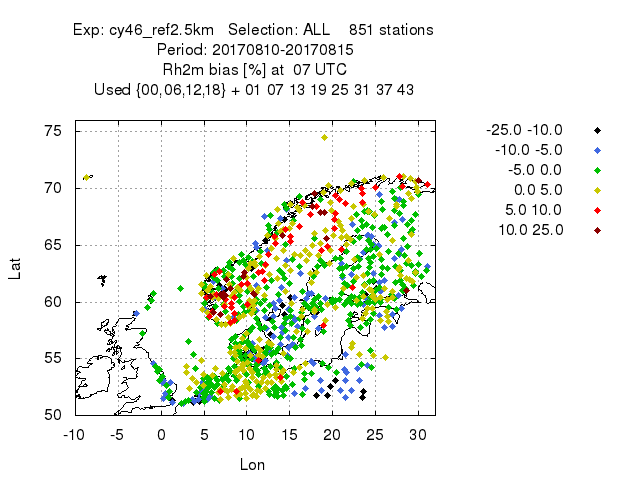 Exp: cy46_ref2.5km Selection: ALL 851 stations
Period: 20170810-20170815
Rh2m bias [%] at 07 UTC
Used {00,06,12,18} + 01 07 13 19 25 31 37 43
-25.0 -10.0
-10.0 -5.0
-5.0 0.0
0.0 5.0
5.0 10.0
10.0 25.0
75
70
65
60
55
50
Lat
-10 -5 0 5 10 15 20 25 30
Lon